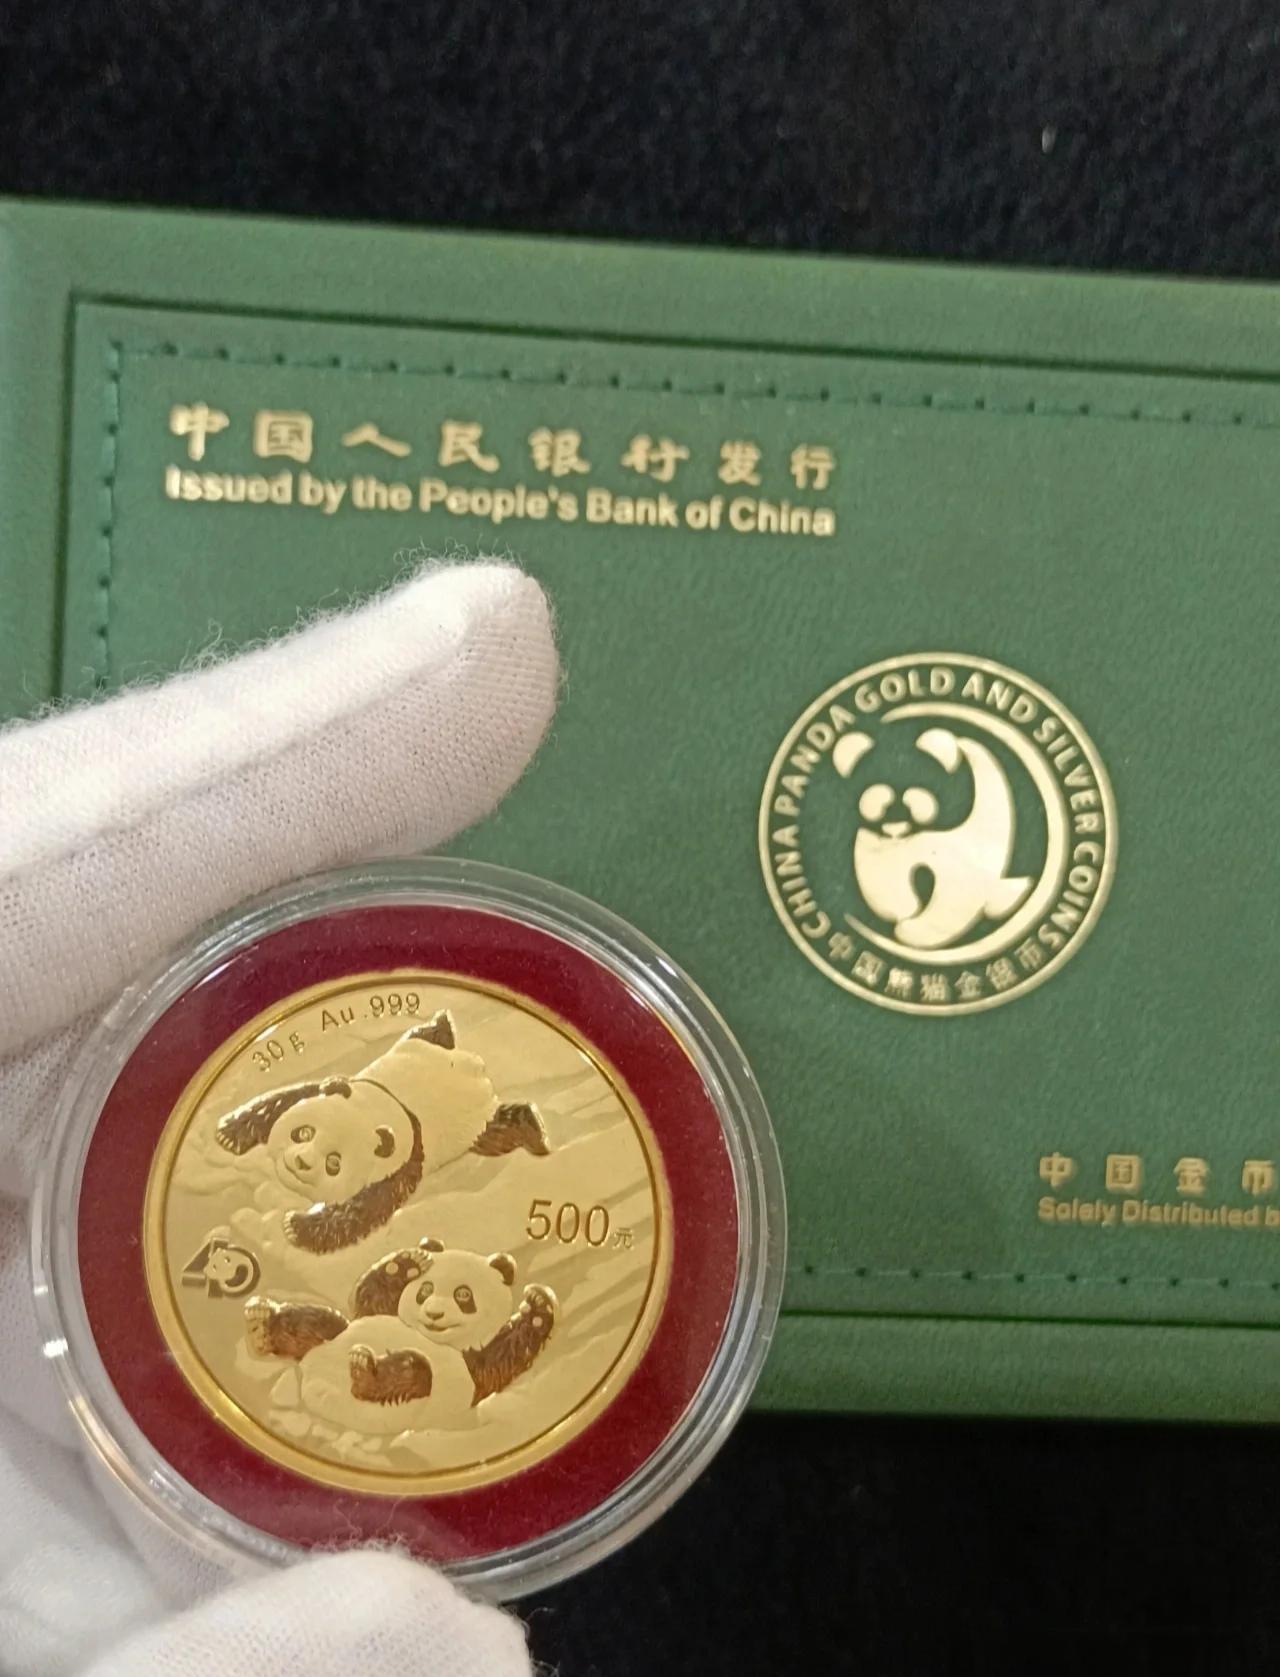 中国人民银行发行
Issued by the People's Bank of China
CHINA PANDA GOLD AND SILVER COINS
中国熊猫金银币
中国金币
Solely Distributed b
30g Au .999
500元
40